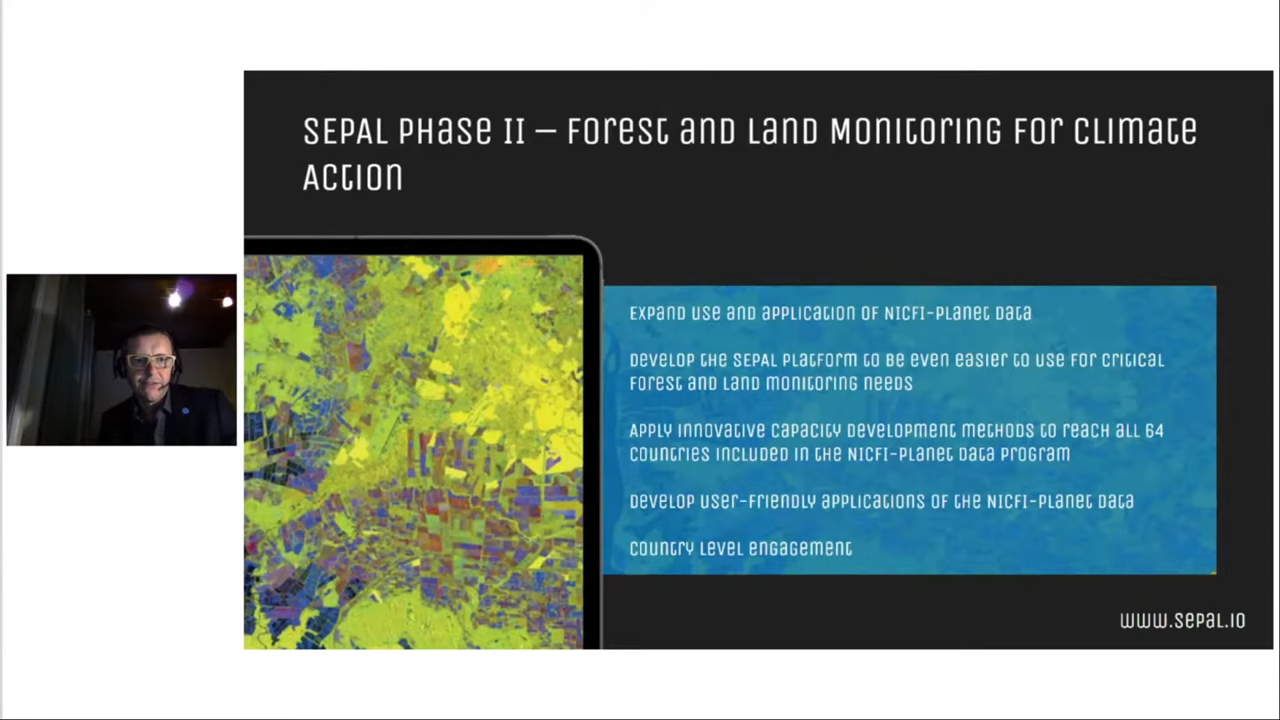 SEPAL Phase II – Forest and Land Monitoring for Climate
Action
Expand use and application of NICFI-Planet data
Develop the SEPAL platform to be even easier to use for critical
forest and land monitoring needs
Apply innovative capacity development methods to reach all 64
countries included in the NICFI-Planet Data Program
Develop user-friendly applications of the NICFI-Planet data
Country level engagement
www.sepal.io